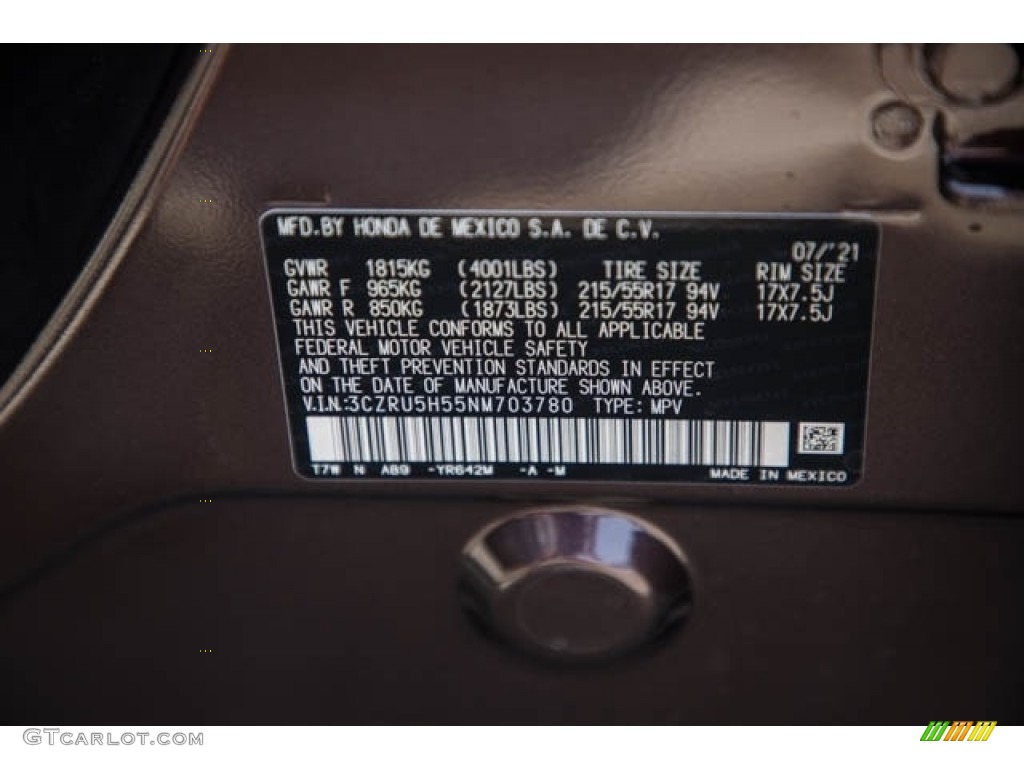 MFD.BY HONDA DE MEXICO S.A. DE C.V.
07/'21
GVWR 1815KG (4001LBS) TIRE SIZE RIM SIZE
GAWR F 965KG (2127LBS) 215/55R17 94V 17X7.5J
GAWR R 850KG (1873LBS) 215/55R17 94V 17X7.5J
THIS VEHICLE CONFORMS TO ALL APPLICABLE
FEDERAL MOTOR VEHICLE SAFETY
AND THEFT PREVENTION STANDARDS IN EFFECT
ON THE DATE OF MANUFACTURE SHOWN ABOVE.
V.I.N.:3CZRU5H55NM703780 TYPE: MPV
T7W N AB9 -YR642M -A -M MADE IN MEXICO
GTCARLOT.COM